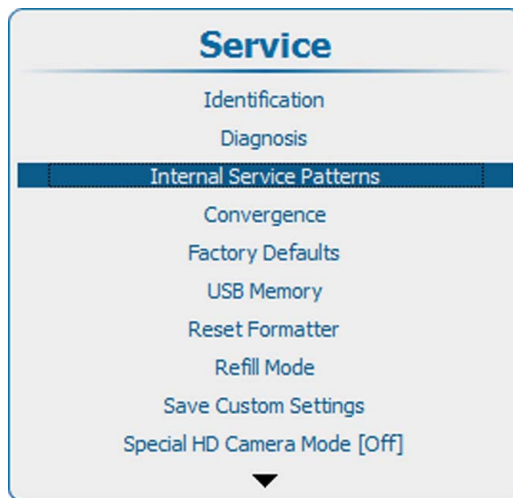 Service
Identification
Diagnosis
Internal Service Patterns
Convergence
Factory Defaults
USB Memory
Reset Formatter
Refill Mode
Save Custom Settings
Special HD Camera Mode [Off]